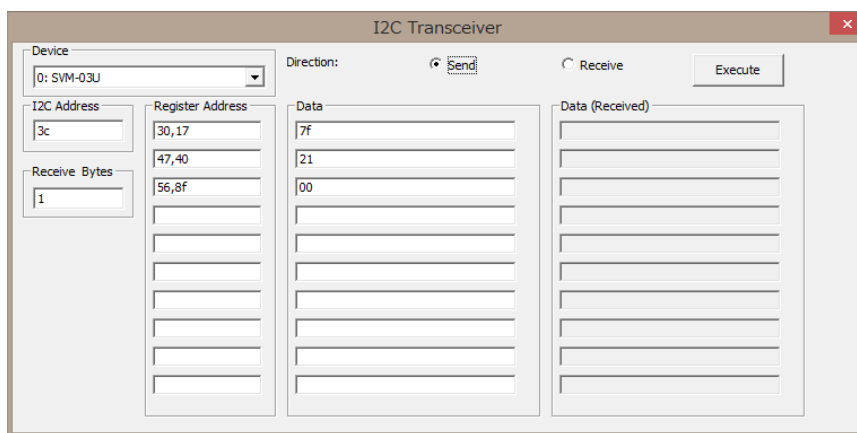 I2C Transceiver
Device
0: SVM-03U
Direction:
Send
Receive
Execute
I2C Address
3c
Receive Bytes
1
Register Address
30,17
47,40
56,8f
Data
7f
21
00
Data (Received)